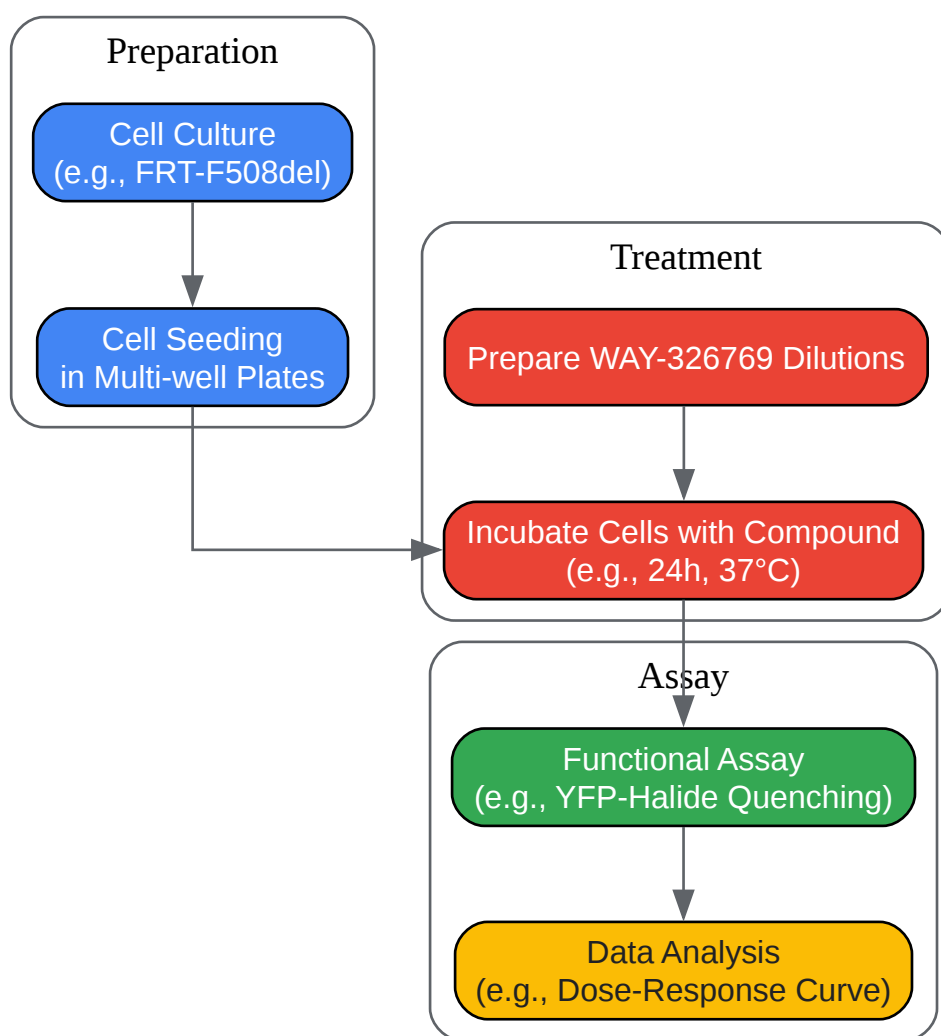 Preparation
Cell Culture
(e.g., FRT-F508del)
Cell Seeding
in Multi-well Plates
Treatment
Prepare WAY-326769 Dilutions
Incubate Cells with Compound
(e.g., 24h, 37°C)
Assay
Functional Assay
(e.g., YFP-Halide Quenching)
Data Analysis
(e.g., Dose-Response Curve)